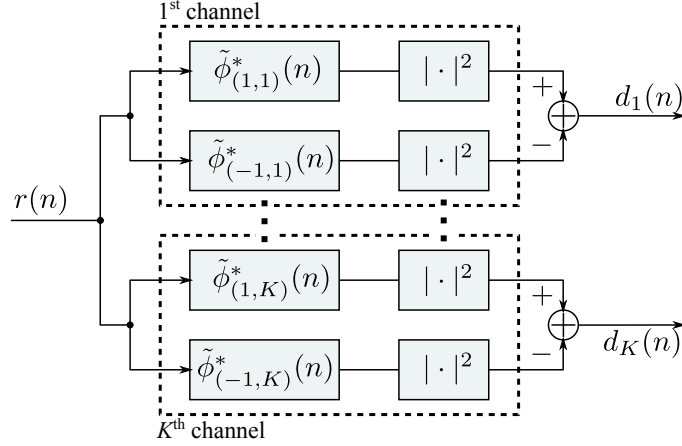 1st channel
φ̃*(1,1)(n)
| · |²
+
d₁(n)
φ̃*(−1,1)(n)
| · |²
−
r(n)
φ̃*(1,K)(n)
| · |²
+
φ̃*(−1,K)(n)
| · |²
−
d_K(n)
Kth channel